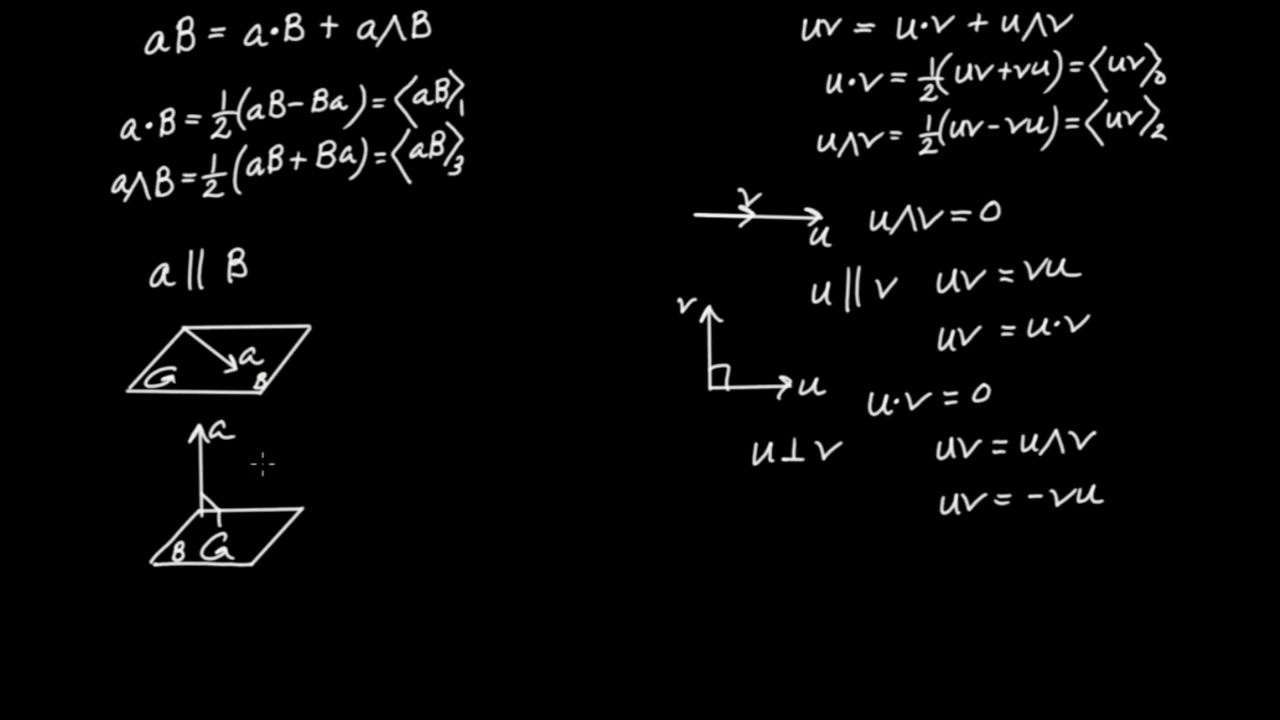 aB = a·B + a∧B
a·B = 1/2(aB - Ba) = ⟨aB⟩₁
a∧B = 1/2(aB + Ba) = ⟨aB⟩₃
a ∥ B
a
B
a
B
uv = u·v + u∧v
u·v = 1/2(uv + vu) = ⟨uv⟩₀
u∧v = 1/2(uv - vu) = ⟨uv⟩₂
v
u
u∧v = 0
u ∥ v uv = vu
uv = u·v
v
u
u·v = 0
u ⊥ v uv = u∧v
uv = -vu